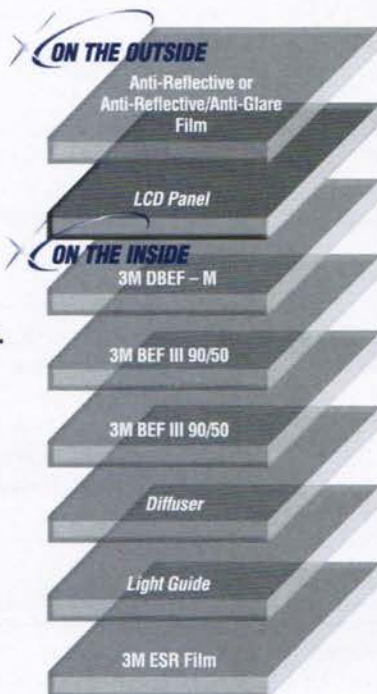 ON THE OUTSIDE
Anti-Reflective or
Anti-Reflective/Anti-Glare
Film
LCD Panel
ON THE INSIDE
3M DBEF – M
3M BEF III 90/50
3M BEF III 90/50
Diffuser
Light Guide
3M ESR Film